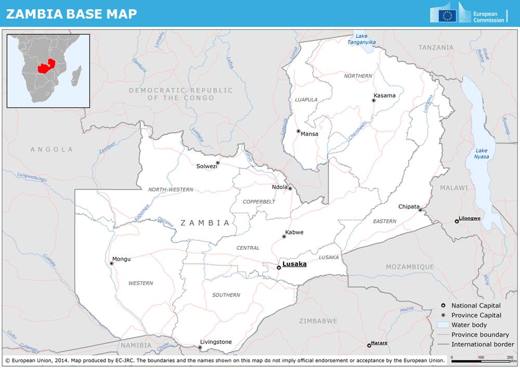 ZAMBIA BASE MAP
European
Commission
Lake
Tanganyika
TANZANIA
DEMOCRATIC REPUBLIC
OF THE CONGO
NORTHERN
Kasama
LUAPULA
Mansa
ANGOLA
Lake
Nyasa
Solwezi
NORTH-WESTERN
Ndola
COPPERBELT
MALAWI
Chipata
Lilongwe
EASTERN
ZAMBIA
Kabwe
CENTRAL
LUSAKA
Lusaka
Mongu
WESTERN
SOUTHERN
MOZAMBIQUE
ZIMBABWE
Livingstone
NAMIBIA
Harare
National Capital
Province Capital
Water body
Province boundary
International border
© European Union, 2014. Map produced by EC-JRC. The boundaries and the names shown on this map do not imply official endorsement or acceptance by the European Union.